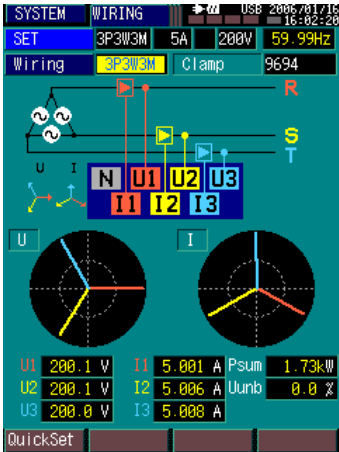 SYSTEM WIRING USB 2006/01/16
16:02:20
SET 3P3W3M 5A 200V 59.99Hz
Wiring 3P3W3M Clamp 9694
R
S
T
U I
N U1 U2 U3
I1 I2 I3
U I
U1 200.1 V I1 5.001 A Psum 1.73kW
U2 200.1 V I2 5.006 A Uunb 0.0 %
U3 200.0 V I3 5.008 A
QuickSet